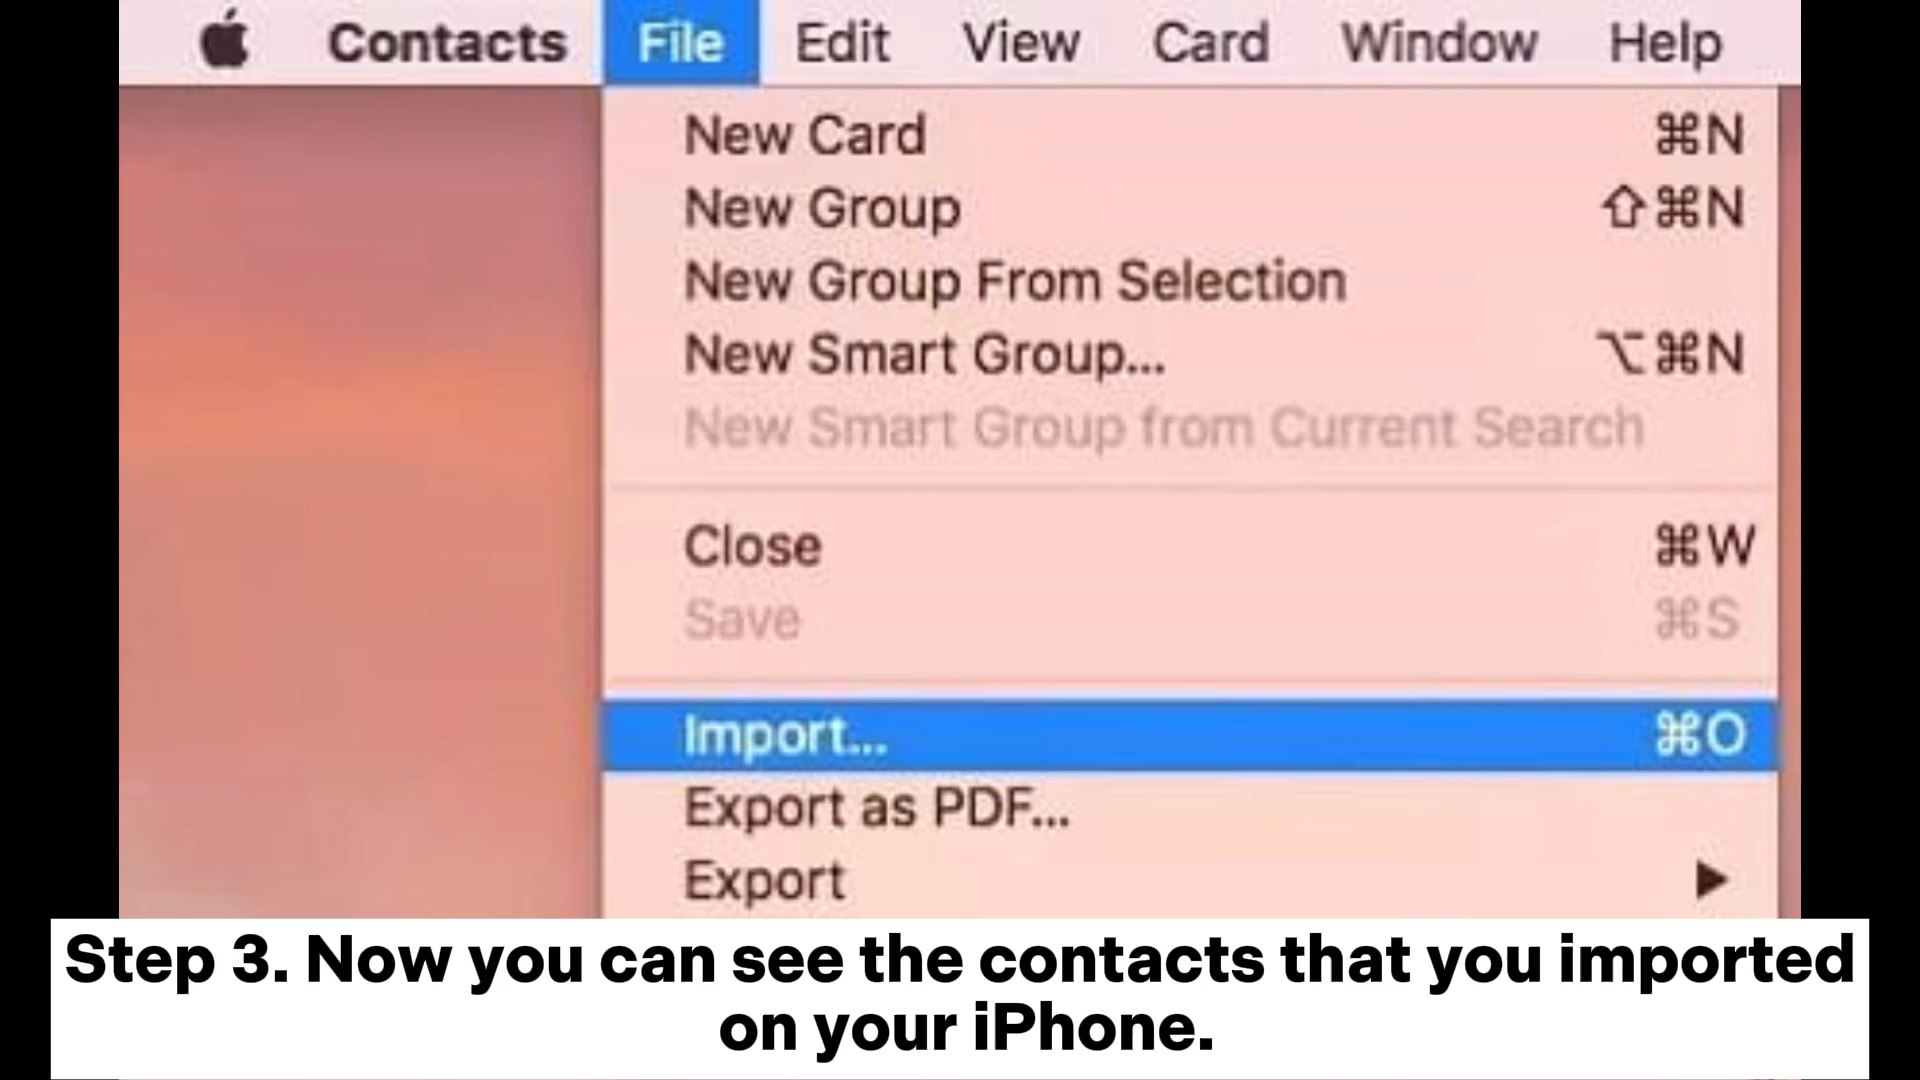 Contacts File Edit View Card Window Help
New Card ⌘N
New Group ⇧⌘N
New Group From Selection
New Smart Group... ⌥⌘N
New Smart Group from Current Search
Close ⌘W
Save ⌘S
Import... ⌘O
Export as PDF...
Export
Step 3. Now you can see the contacts that you imported
on your iPhone.